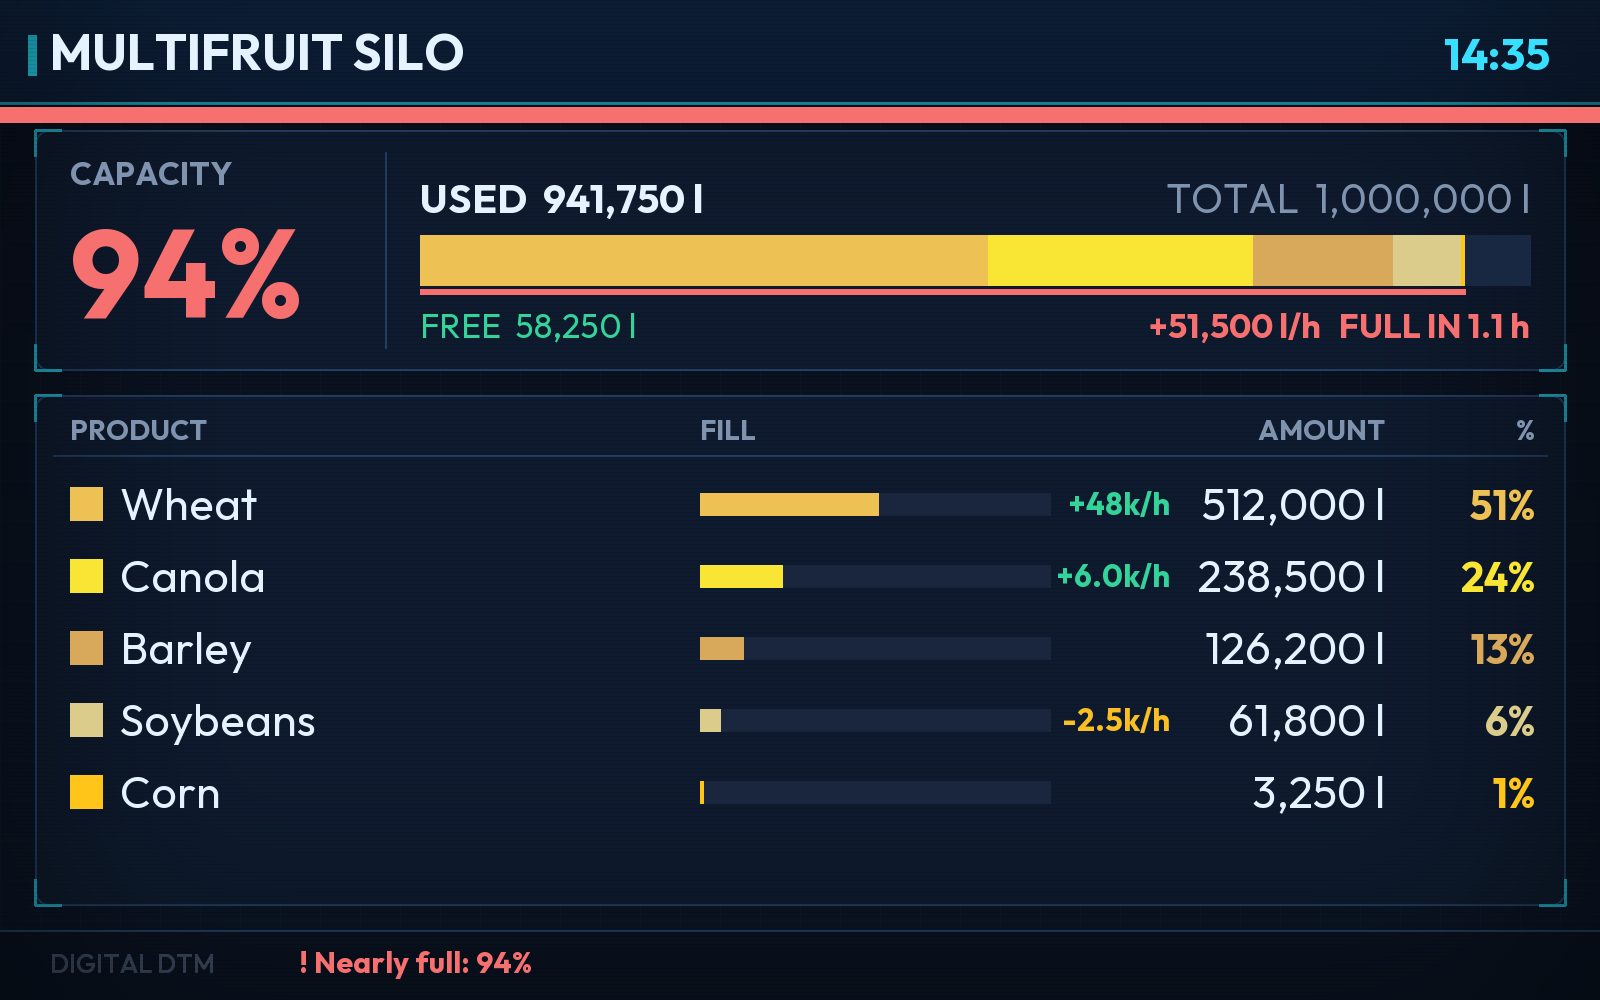 MULTIFRUIT SILO 14:35
CAPACITY
94%
USED 941,750 l TOTAL 1,000,000 l
FREE 58,250 l +51,500 l/h FULL IN 1.1 h
PRODUCT FILL AMOUNT %
Wheat +48k/h 512,000 l 51%
Canola +6.0k/h 238,500 l 24%
Barley 126,200 l 13%
Soybeans -2.5k/h 61,800 l 6%
Corn 3,250 l 1%
DIGITAL DTM ! Nearly full: 94%